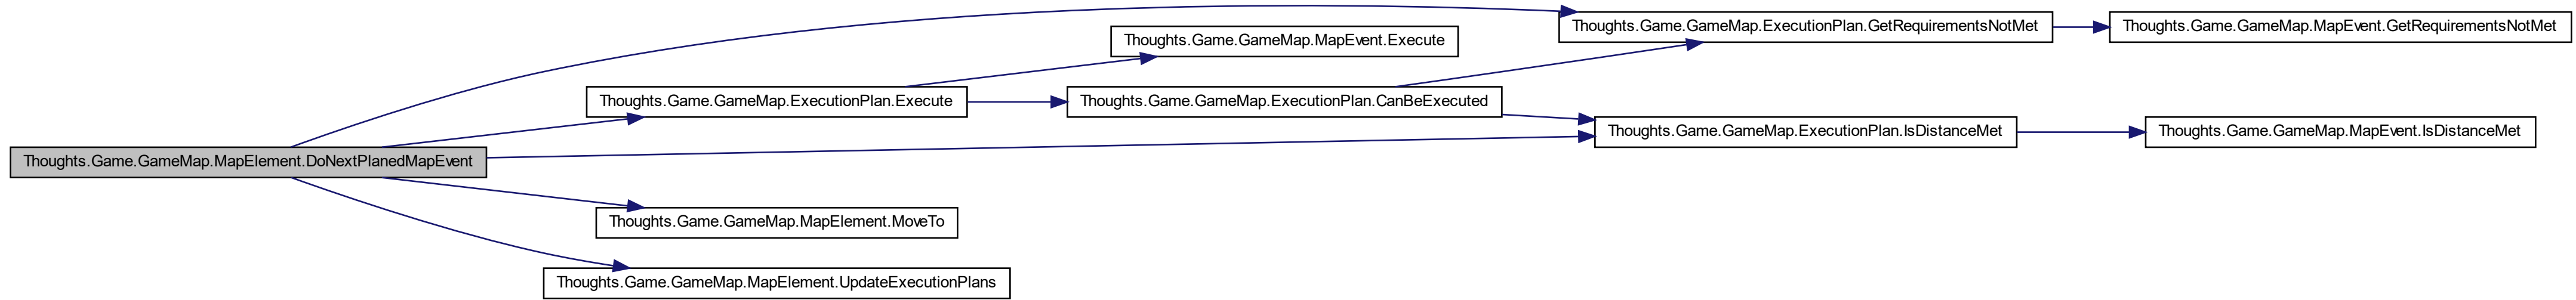 Thoughts.Game.GameMap.MapElement.DoNextPlanedMapEvent
Thoughts.Game.GameMap.ExecutionPlan.GetRequirementsNotMet
Thoughts.Game.GameMap.MapEvent.GetRequirementsNotMet
Thoughts.Game.GameMap.ExecutionPlan.Execute
Thoughts.Game.GameMap.MapEvent.Execute
Thoughts.Game.GameMap.ExecutionPlan.CanBeExecuted
Thoughts.Game.GameMap.ExecutionPlan.IsDistanceMet
Thoughts.Game.GameMap.MapEvent.IsDistanceMet
Thoughts.Game.GameMap.MapElement.MoveTo
Thoughts.Game.GameMap.MapElement.UpdateExecutionPlans